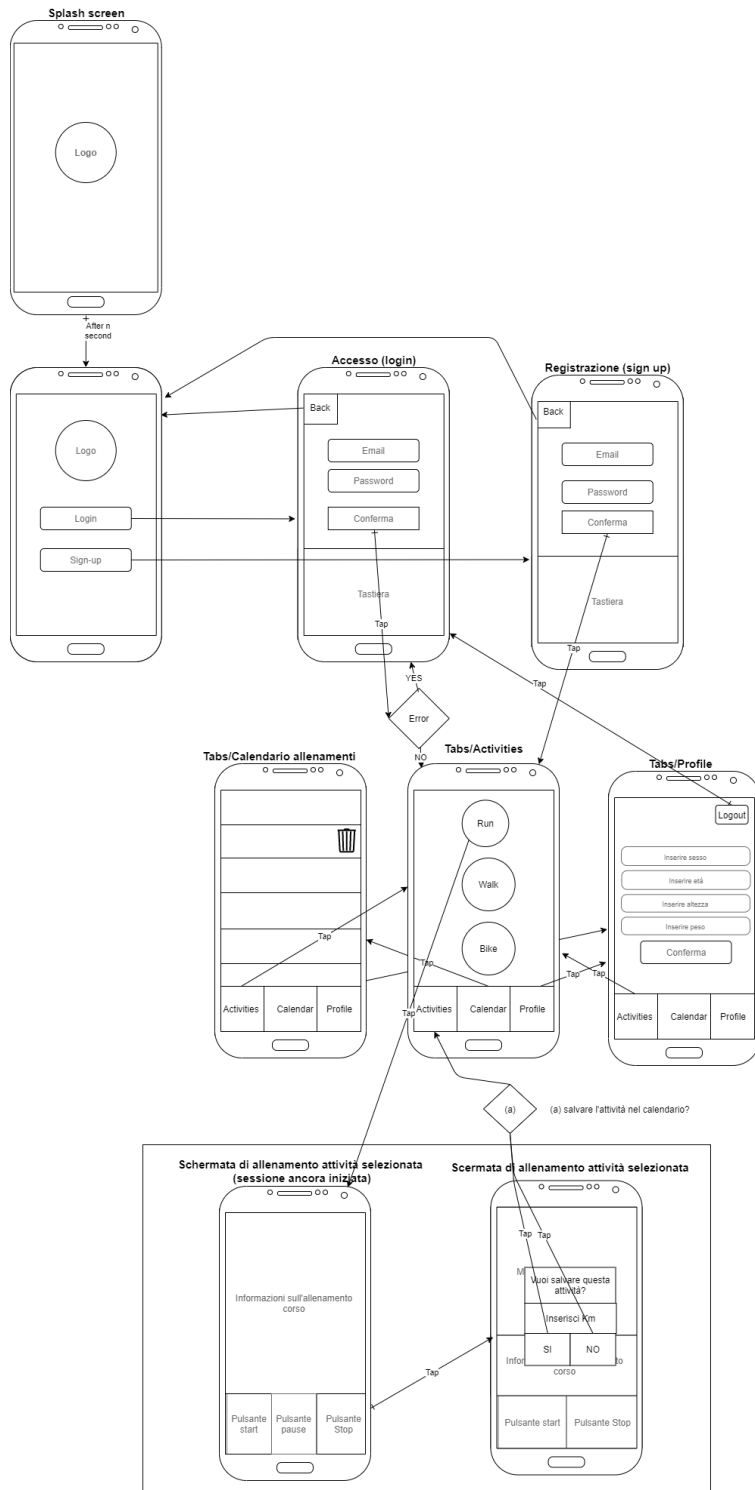 Splash screen
Logo
After n
second
Logo
Login
Sign-up
Accesso (login)
Back
Email
Password
Conferma
Tastiera
Tap
YES
Error
NO
Registrazione (sign up)
Back
Email
Password
Conferma
Tastiera
Tap
Tap
Tabs/Calendario allenamenti
Activities
Calendar
Profile
Tap
Tabs/Activities
Run
Walk
Bike
Activities
Calendar
Profile
Tap
Tap
Tap
Tap
Tabs/Profile
Logout
Inserire sesso
Inserire età
Inserire altezza
Inserire peso
Conferma
Activities
Calendar
Profile
(a)
(a) salvare l'attività nel calendario?
Schermata di allenamento attività selezionata
(sessione ancora iniziata)
Informazioni sull'allenamento
corso
Pulsante
start
Pulsante
pause
Pulsante
Stop
Tap
Scermata di allenamento attività selezionata
Tap
Tap
M
Vuoi salvare questa
attività?
Inserisci Km
SI
NO
Infor
to
corso
Pulsante start
Pulsante Stop